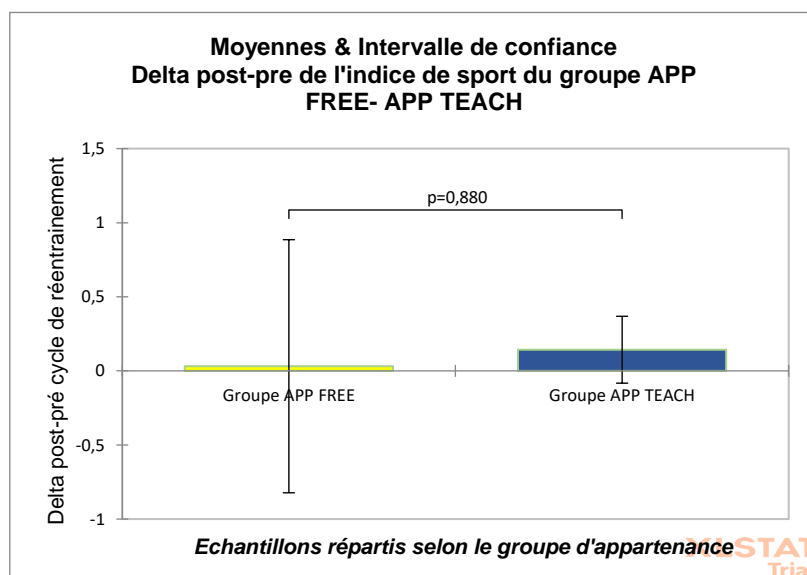 Moyennes & Intervalle de confiance
Delta post-pre de l'indice de sport du groupe APP
FREE- APP TEACH
Delta post-pré cycle de réentrainement
1,5
1
0,5
0
-0,5
-1
p=0,880
Groupe APP FREE
Groupe APP TEACH
Echantillons répartis selon le groupe d'appartenance
XLSTAT
Tria